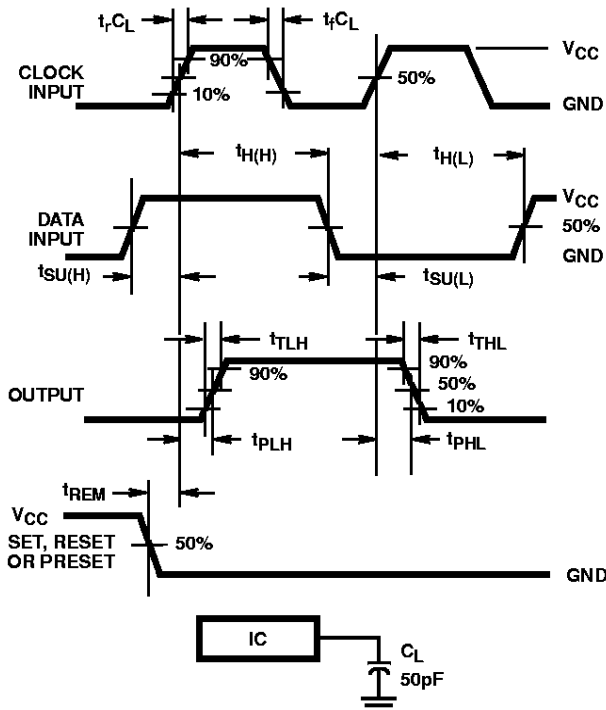 trCL
tfCL
VCC
90%
50%
CLOCK
INPUT
10%
GND
tH(H)
tH(L)
VCC
DATA
INPUT
50%
GND
tSU(H)
tSU(L)
tTLH
tTHL
90%
90%
OUTPUT
50%
10%
tPLH
tPHL
tREM
VCC
SET, RESET
OR PRESET
50%
GND
IC
CL
50pF